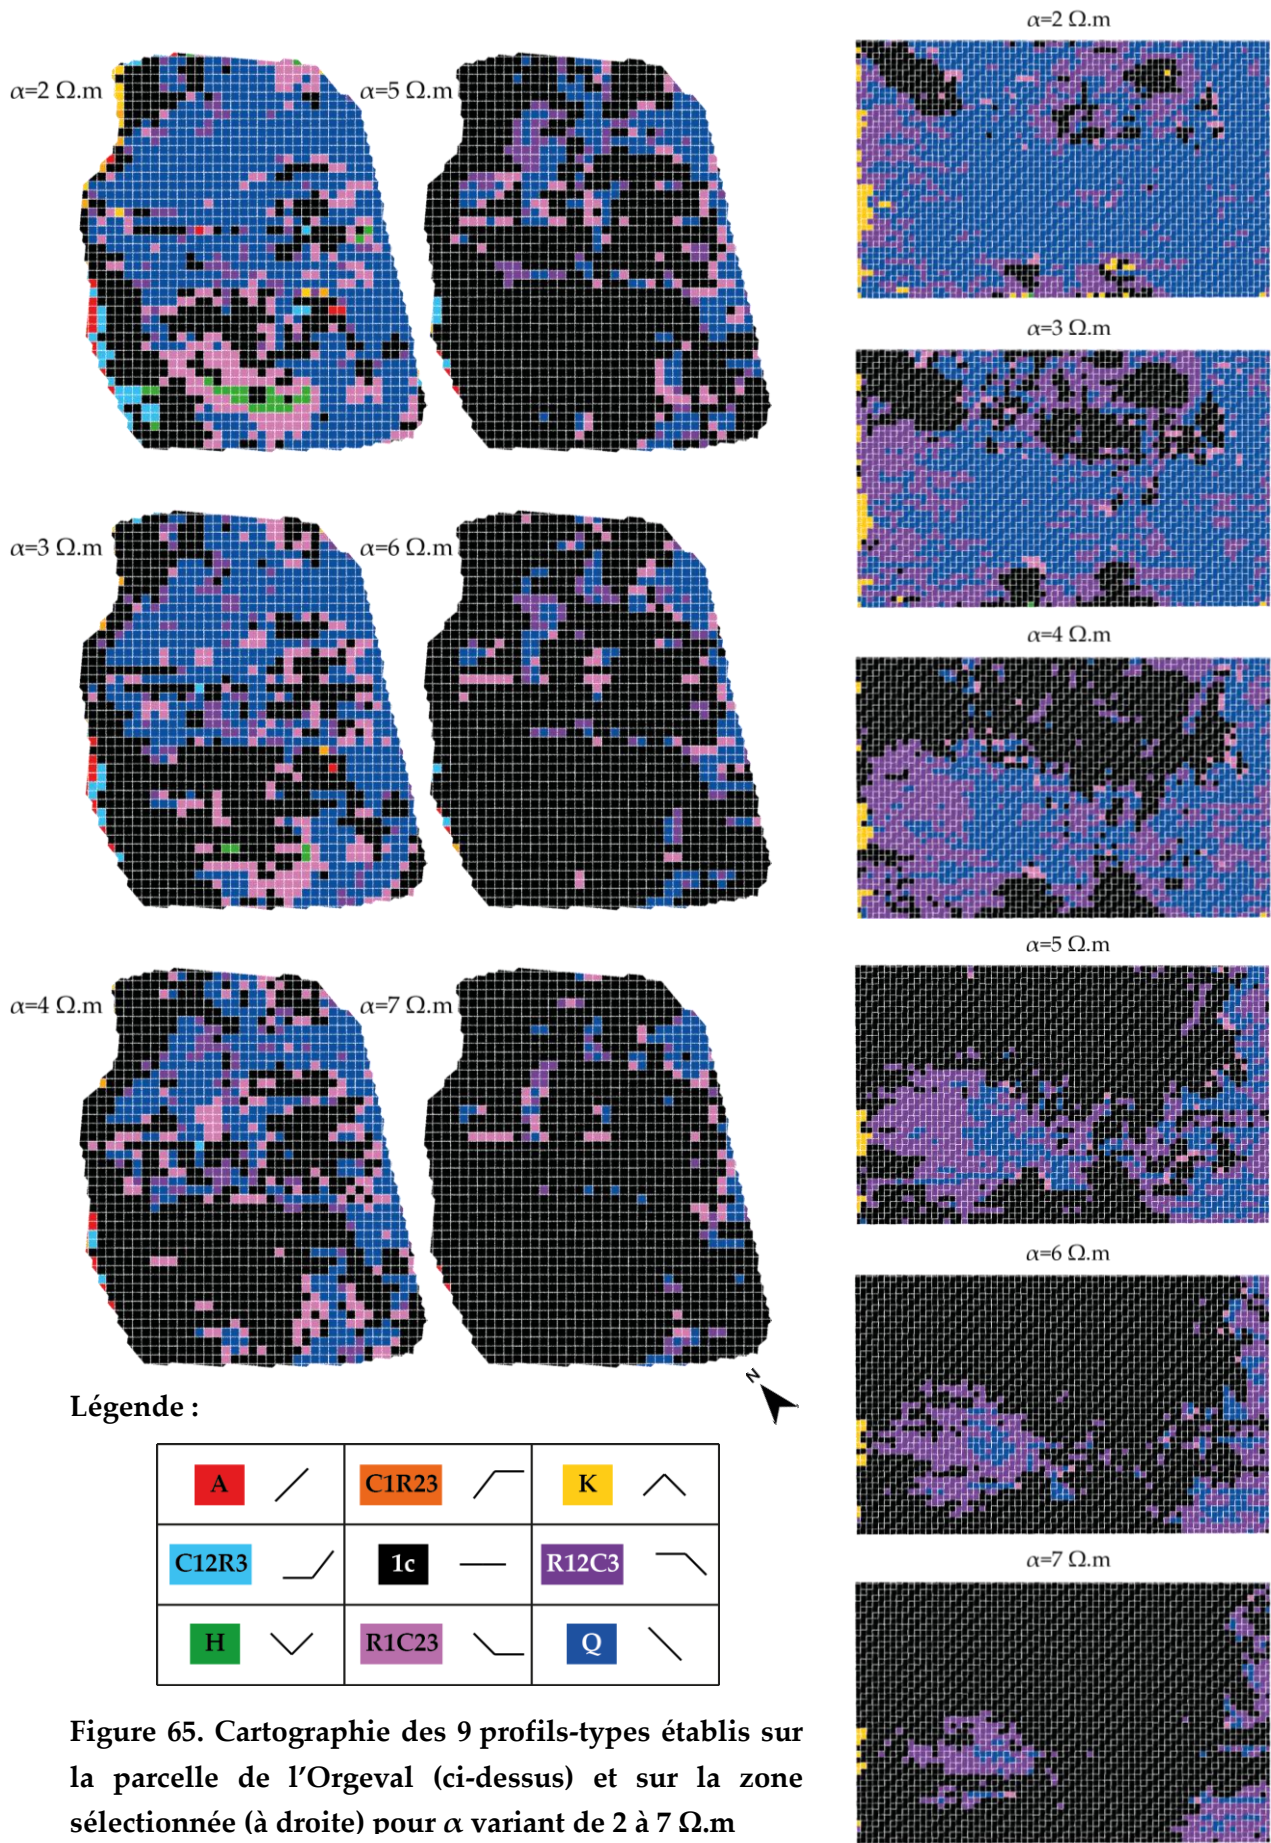 α=2 Ω.m
α=5 Ω.m
α=3 Ω.m
α=6 Ω.m
α=4 Ω.m
α=7 Ω.m
N
Légende :
A
C1R23
K
C12R3
1c
R12C3
H
R1C23
Q
Figure 65. Cartographie des 9 profils-types établis sur
la parcelle de l’Orgeval (ci-dessus) et sur la zone
sélectionnée (à droite) pour α variant de 2 à 7 Ω.m
α=2 Ω.m
α=3 Ω.m
α=4 Ω.m
α=5 Ω.m
α=6 Ω.m
α=7 Ω.m